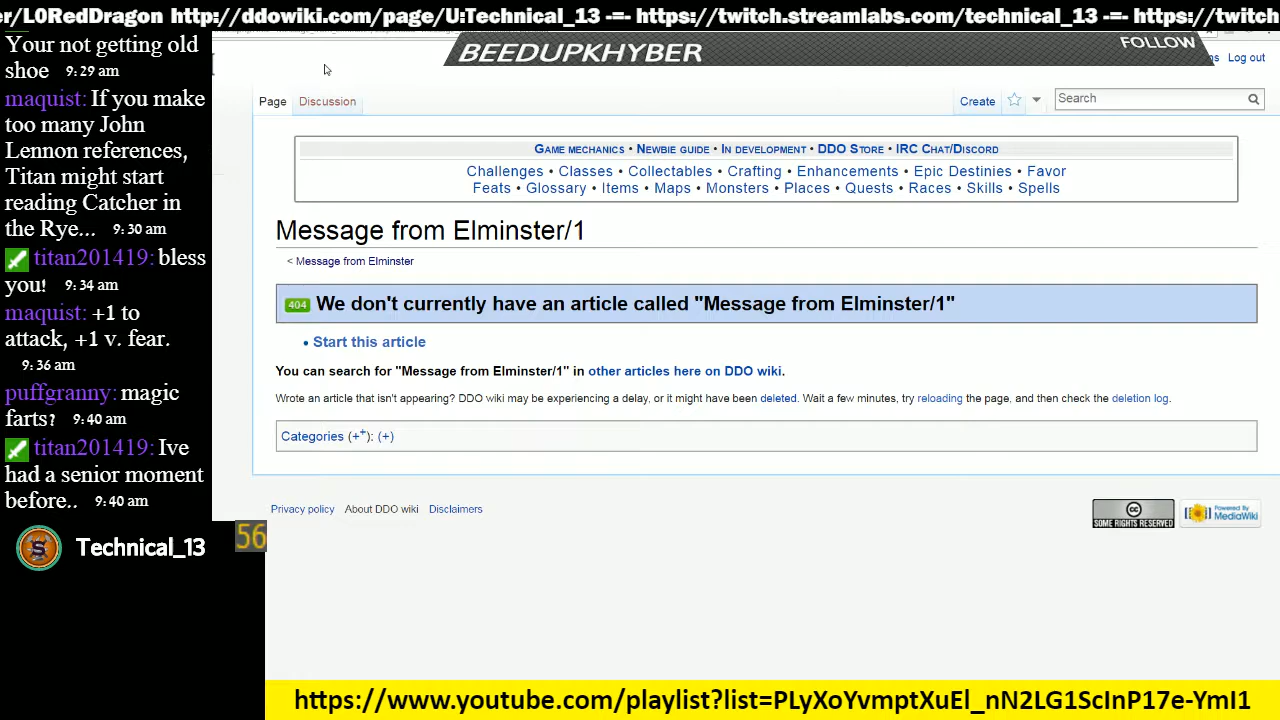 er/L0RedDragon http://ddowiki.com/page/U:Technical_13 -=- https://twitch.streamlabs.com/technical_13 -=- https://twitch
Your not getting old
shoe 9:29 am
maquist: If you make
too many John
Lennon references,
Titan might start
reading Catcher in
the Rye... 9:30 am
titan201419: bless
you! 9:34 am
maquist: +1 to
attack, +1 v. fear.
9:36 am
puffgranny: magic
farts? 9:40 am
titan201419: Ive
had a senior moment
before.. 9:40 am
Technical_13
56
BEEDUPKHYBER
FOLLOW
ns Log out
Page Discussion
Create
Search
Game mechanics • Newbie guide • In development • DDO Store • IRC Chat/Discord
Challenges • Classes • Collectables • Crafting • Enhancements • Epic Destinies • Favor
Feats • Glossary • Items • Maps • Monsters • Places • Quests • Races • Skills • Spells
Message from Elminster/1
< Message from Elminster
404 We don't currently have an article called "Message from Elminster/1"
• Start this article
You can search for "Message from Elminster/1" in other articles here on DDO wiki.
Wrote an article that isn't appearing? DDO wiki may be experiencing a delay, or it might have been deleted. Wait a few minutes, try reloading the page, and then check the deletion log.
Categories (++): (+)
Privacy policy About DDO wiki Disclaimers
cc
SOME RIGHTS RESERVED
Powered By
MediaWiki
https://www.youtube.com/playlist?list=PLyXoYvmptXuEl_nN2LG1ScInP17e-YmI1